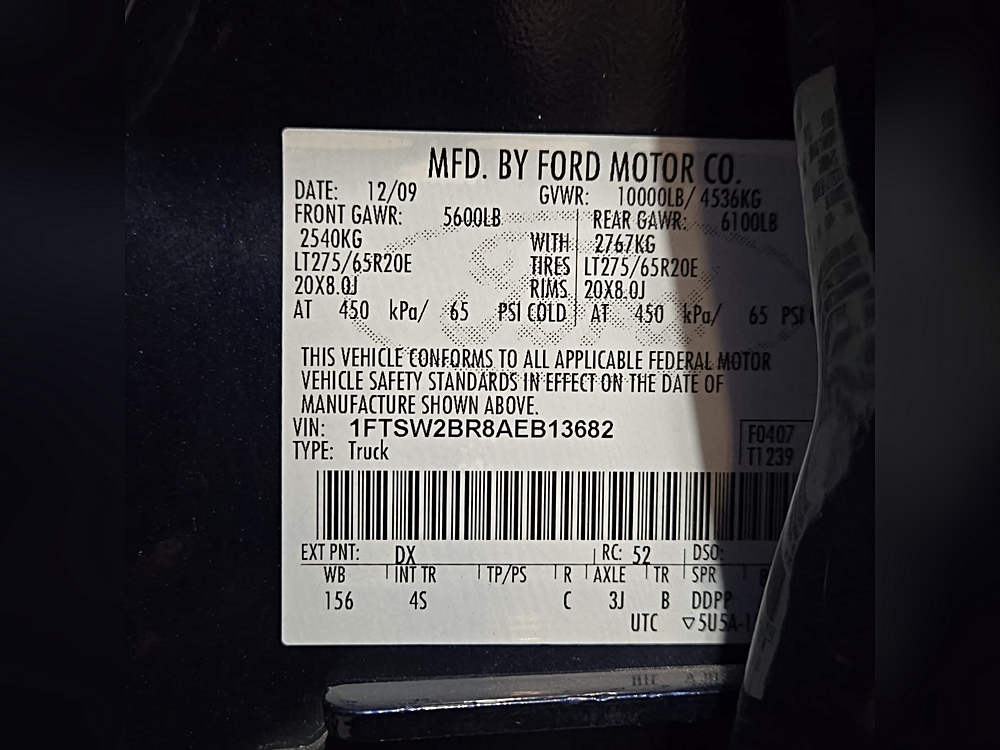 MFD. BY FORD MOTOR CO.
DATE: 12/09 GVWR: 10000LB/ 4536KG
FRONT GAWR: 5600LB REAR GAWR: 6100LB
2540KG WITH 2767KG
LT275/65R20E TIRES LT275/65R20E
20X8.0J RIMS 20X8.0J
AT 450 kPa/ 65 PSI COLD AT 450 kPa/ 65 PSI
THIS VEHICLE CONFORMS TO ALL APPLICABLE FEDERAL MOTOR
VEHICLE SAFETY STANDARDS IN EFFECT ON THE DATE OF
MANUFACTURE SHOWN ABOVE.
VIN: 1FTSW2BR8AEB13682
F0407
TYPE: Truck T1239
EXT PNT: DX RC: 52 DSO:
WB INT TR TP/PS R AXLE TR SPR
156 4S C 3J B DDPP
UTC ▽5U5A-1